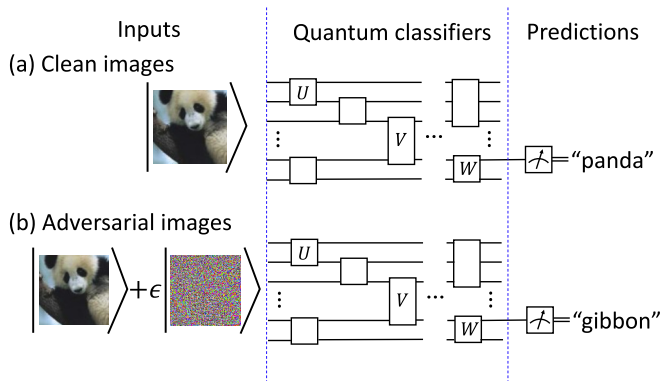 Inputs Quantum classifiers Predictions
(a) Clean images
U
V
...
W
“panda”
(b) Adversarial images
U
+ϵ
V
...
W
“gibbon”